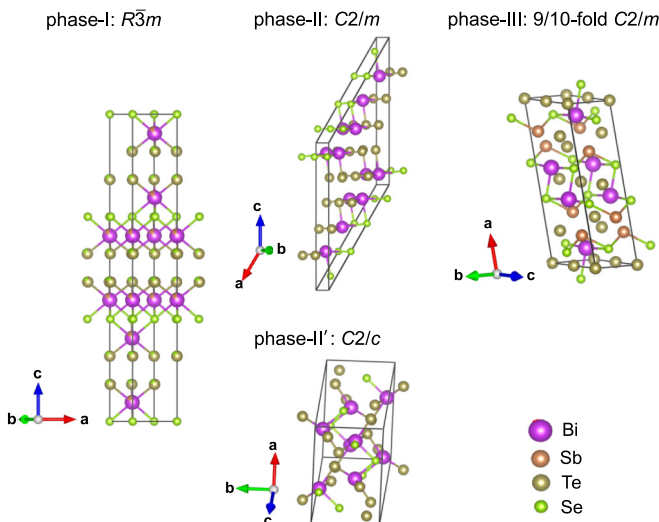 phase-I: R3̅m
phase-II: C2/m
phase-III: 9/10-fold C2/m
c
b
a
c
b
a
a
b
c
phase-II′: C2/c
a
b
c
Bi
Sb
Te
Se